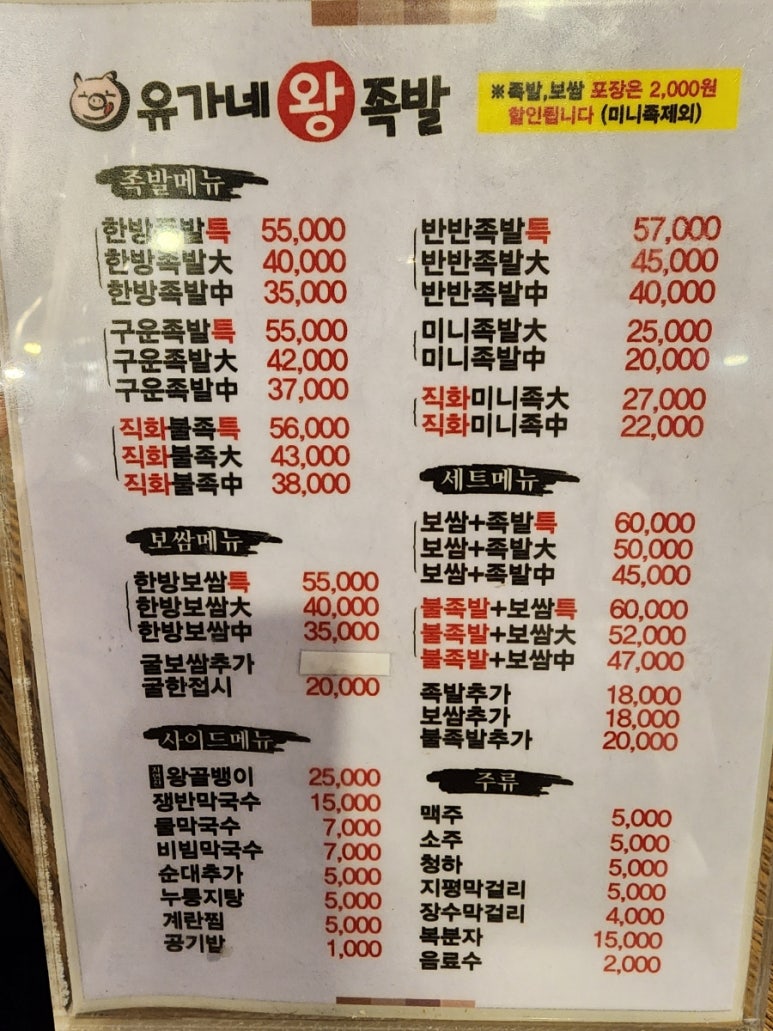 유가네 왕 족발
※족발,보쌈 포장은 2,000원
할인됩니다 (미니족제외)
족발메뉴
한방족발특 55,000
한방족발大 40,000
한방족발中 35,000
구운족발특 55,000
구운족발大 42,000
구운족발中 37,000
직화불족특 56,000
직화불족大 43,000
직화불족中 38,000
보쌈메뉴
한방보쌈특 55,000
한방보쌈大 40,000
한방보쌈中 35,000
굴보쌈추가
굴한접시 20,000
사이드메뉴
왕골뱅이 25,000
쟁반막국수 15,000
물막국수 7,000
비빔막국수 7,000
순대추가 5,000
누룽지탕 5,000
계란찜 5,000
공기밥 1,000
반반족발특 57,000
반반족발大 45,000
반반족발中 40,000
미니족발大 25,000
미니족발中 20,000
직화미니족大 27,000
직화미니족中 22,000
세트메뉴
보쌈+족발특 60,000
보쌈+족발大 50,000
보쌈+족발中 45,000
불족발+보쌈특 60,000
불족발+보쌈大 52,000
불족발+보쌈中 47,000
족발추가 18,000
보쌈추가 18,000
불족발추가 20,000
주류
맥주 5,000
소주 5,000
청하 5,000
지평막걸리 5,000
장수막걸리 4,000
복분자 15,000
음료수 2,000